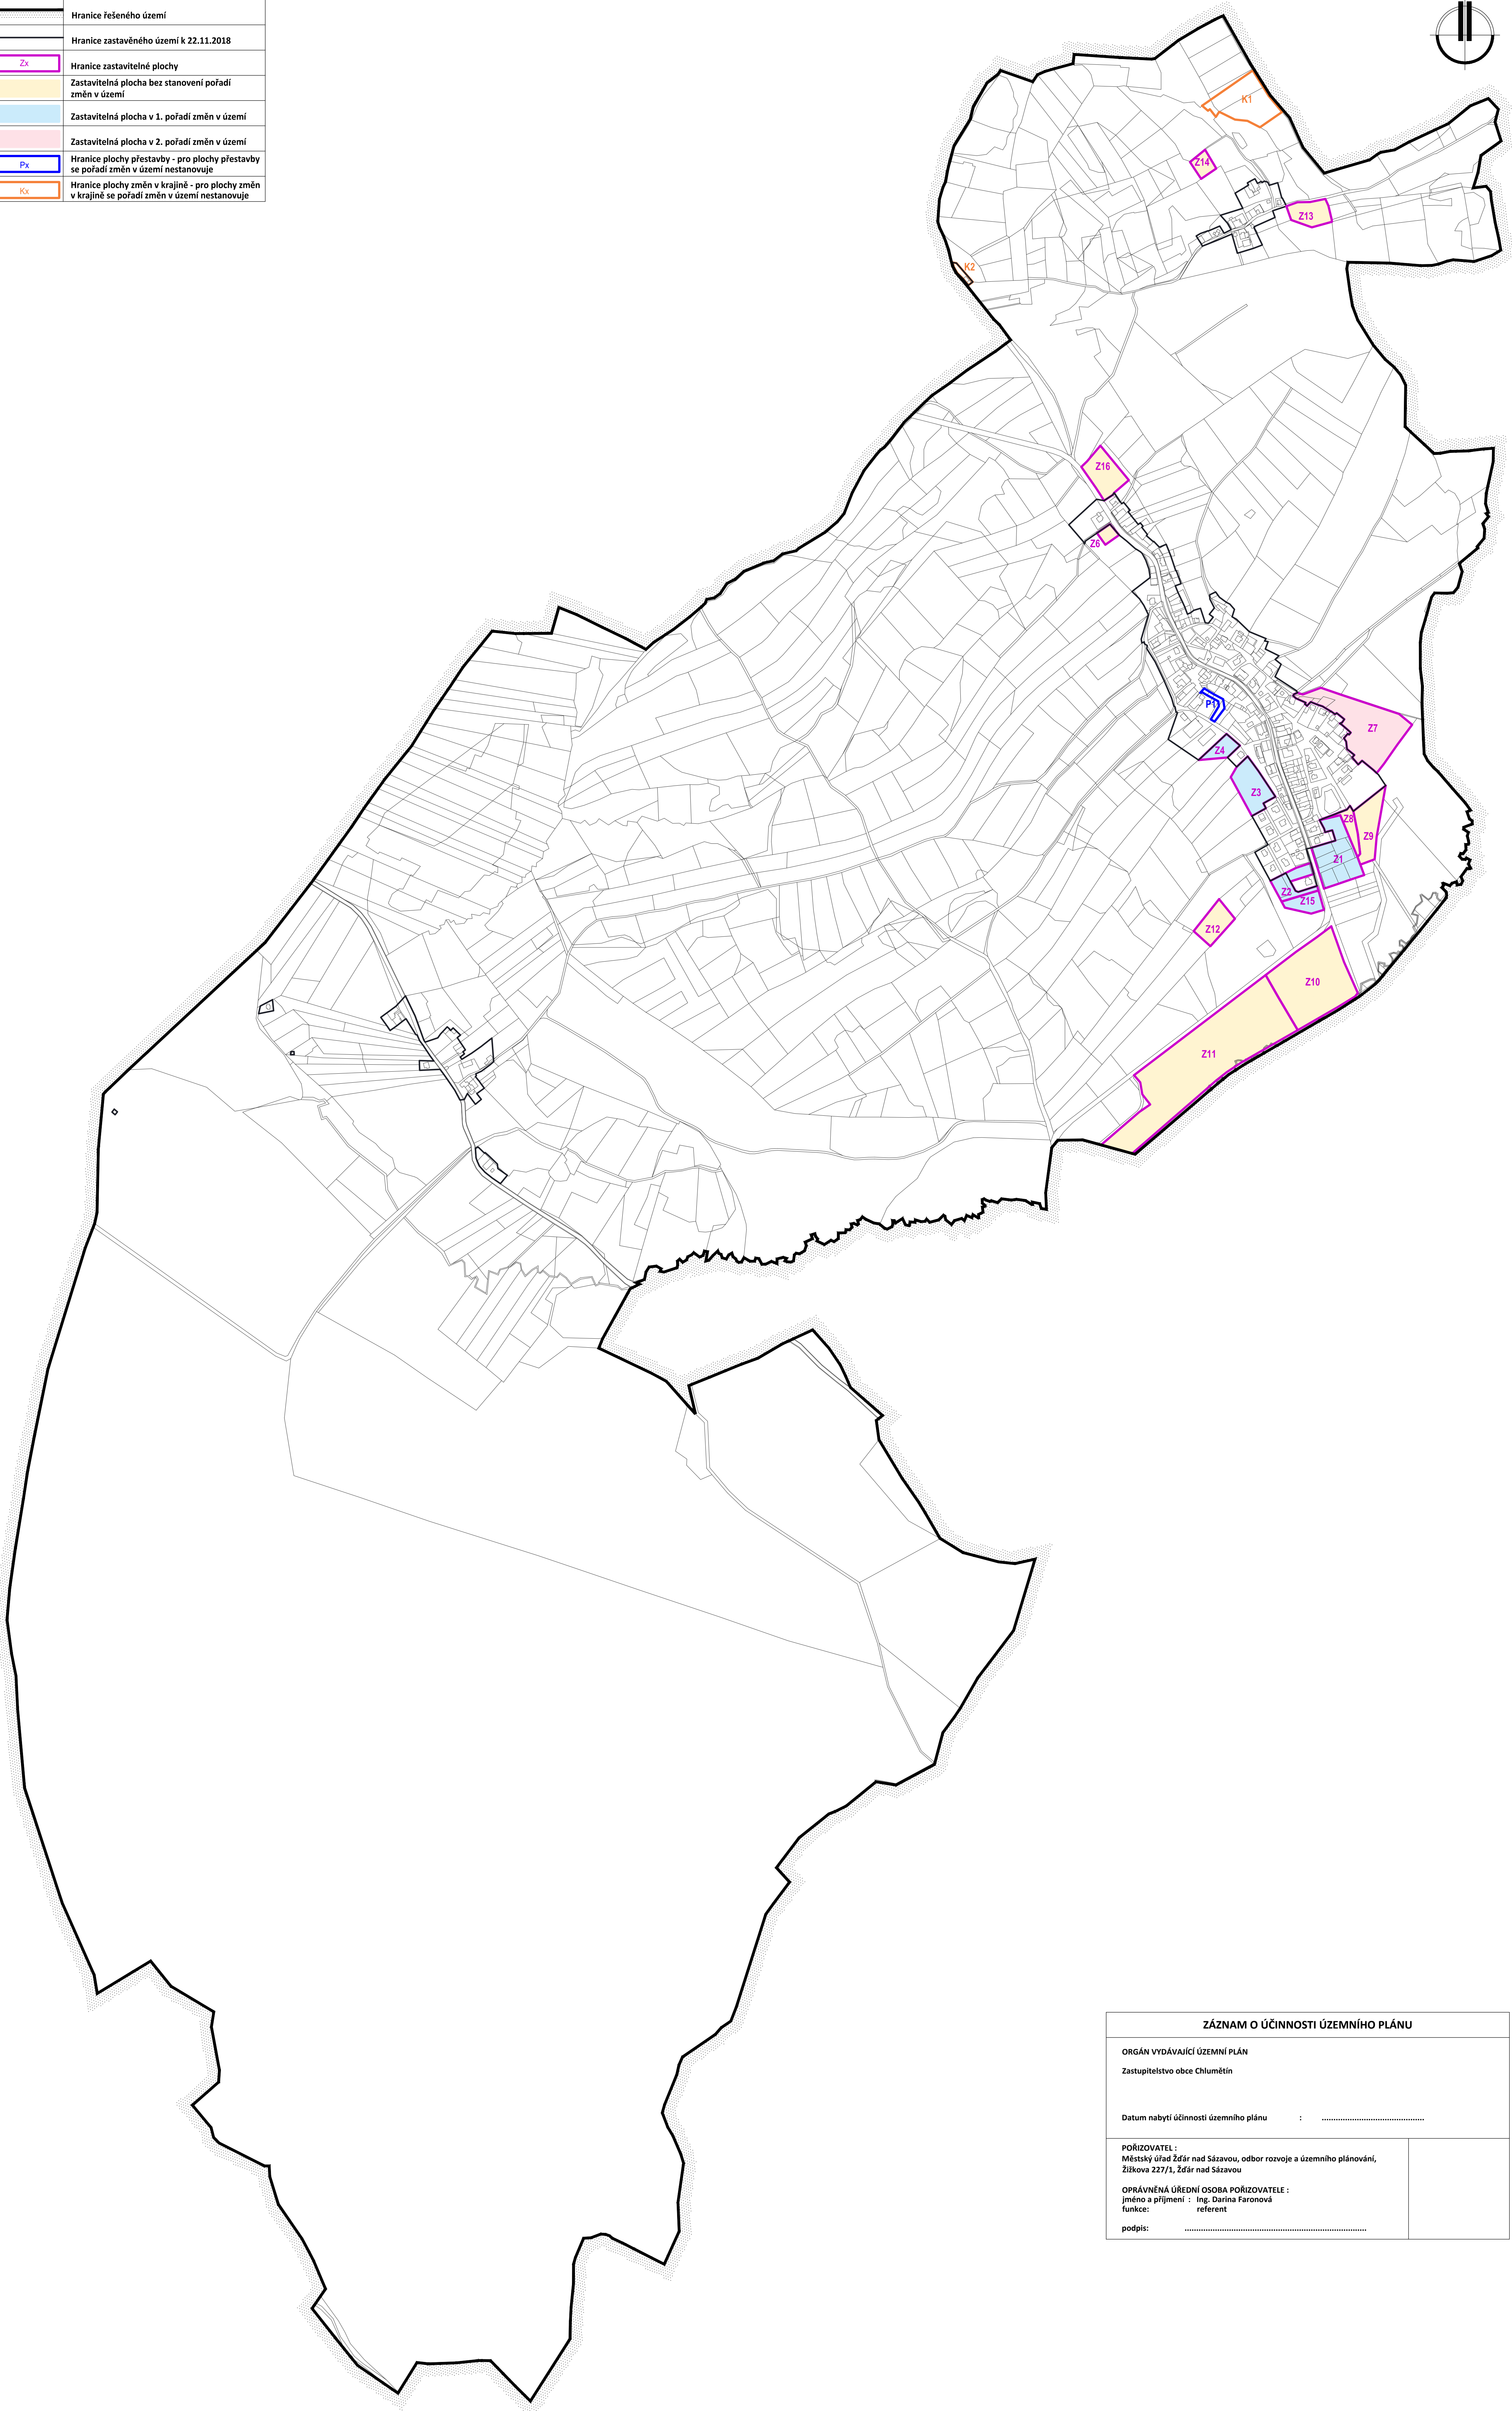 Hranice řešeného území
Hranice zastavěného území k 22.11.2018
Zx
Hranice zastavitelné plochy
Zastavitelná plocha bez stanovení pořadí
změn v území
Zastavitelná plocha v 1. pořadí změn v území
Zastavitelná plocha v 2. pořadí změn v území
Px
Hranice plochy přestavby - pro plochy přestavby
se pořadí změn v území nestanovuje
Kx
Hranice plochy změn v krajině - pro plochy změn
v krajině se pořadí změn v území nestanovuje
K1
Z14
Z13
K2
Z16
Z6
P1
Z7
Z4
Z3
Z8
Z9
Z1
Z2
Z15
Z12
Z10
Z11
ZÁZNAM O ÚČINNOSTI ÚZEMNÍHO PLÁNU
ORGÁN VYDÁVAJÍCÍ ÚZEMNÍ PLÁN
Zastupitelstvo obce Chlumětín
Datum nabytí účinnosti územního plánu : ............................................
POŘIZOVATEL :
Městský úřad Žďár nad Sázavou, odbor rozvoje a územního plánování,
Žižkova 227/1, Žďár nad Sázavou
OPRÁVNĚNÁ ÚŘEDNÍ OSOBA POŘIZOVATELE :
jméno a příjmení : Ing. Darina Faronová
funkce: referent
podpis: ..............................................................................